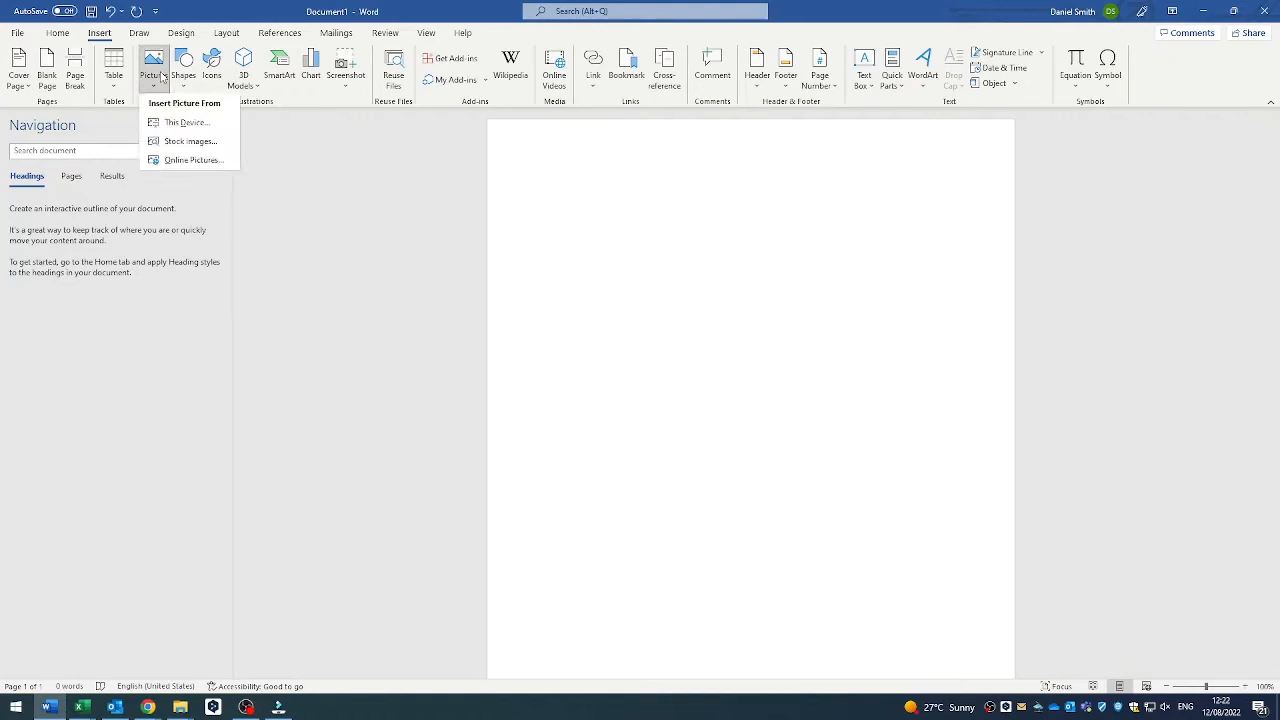 AutoSave Off
Document1 - Word
Search (Alt+Q)
Daniel Smith DS
File Home Insert Draw Design Layout References Mailings Review View Help
Comments Share
Cover Page Blank Page Page Break
Table
Pictures Shapes Icons 3D Models SmartArt Chart Screenshot
Reuse Files
Get Add-ins
My Add-ins
Wikipedia
Online Videos
Link Bookmark Cross-reference
Comment
Header Footer Page Number
Text Box Quick Parts WordArt Drop Cap
Signature Line
Date & Time
Object
Equation Symbol
Pages Tables Reuse Files Add-ins Media Links Comments Header & Footer Text Symbols
Insert Picture From
This Device...
Stock Images...
Online Pictures...
Navigation
Search document
Headings Pages Results
Create an interactive outline of your document.
It's a great way to keep track of where you are or quickly
move your content around.
To get started, go to the Home tab and apply Heading styles
to the headings in your document.
Page 1 of 1 0 words English (United States) Accessibility: Good to go
Focus
100%
27°C Sunny
ENG
12:22
12/08/2022